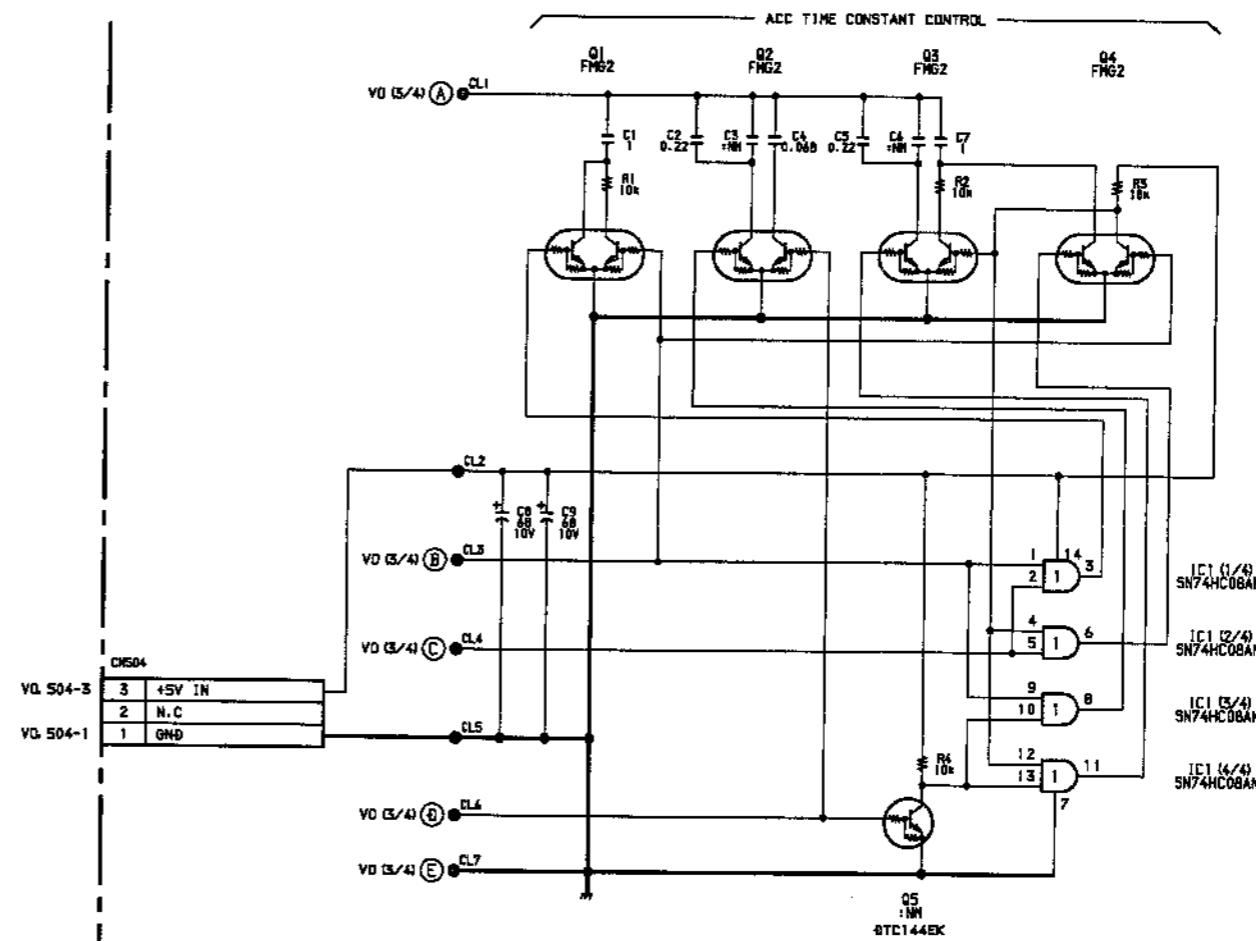 ACC TIME CONSTANT CONTROL
Q1
FMG2
Q2
FMG2
Q3
FMG2
Q4
FMG2
VO (3/4) A CL1
C1
1
C2
0.22
C3
:NM
C4
0.068
C5
0.22
C6
:NM
C7
1
R1
10k
R2
10k
R3
10k
CL2
C8
68
10V
C9
68
10V
VO (3/4) B CL3
1
2
14
1
3
IC1 (1/4)
SN74HC08AN
VO (3/4) C CL4
4
5
1
6
IC1 (2/4)
SN74HC08AN
CN504
VO. 504-3
3 +5V IN
2 N.C
VO. 504-1
1 GND
CL5
9
10
1
8
IC1 (3/4)
SN74HC08AN
R4
10k
12
13
1
11
7
IC1 (4/4)
SN74HC08AN
VO (3/4) D CL6
VO (3/4) E CL7
Q5
:NM
DTC144EK